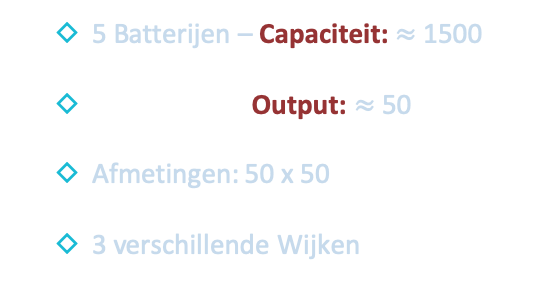 5 Batterijen – Capaciteit: ≈ 1500
Output: ≈ 50
Afmetingen: 50 x 50
3 verschillende Wijken